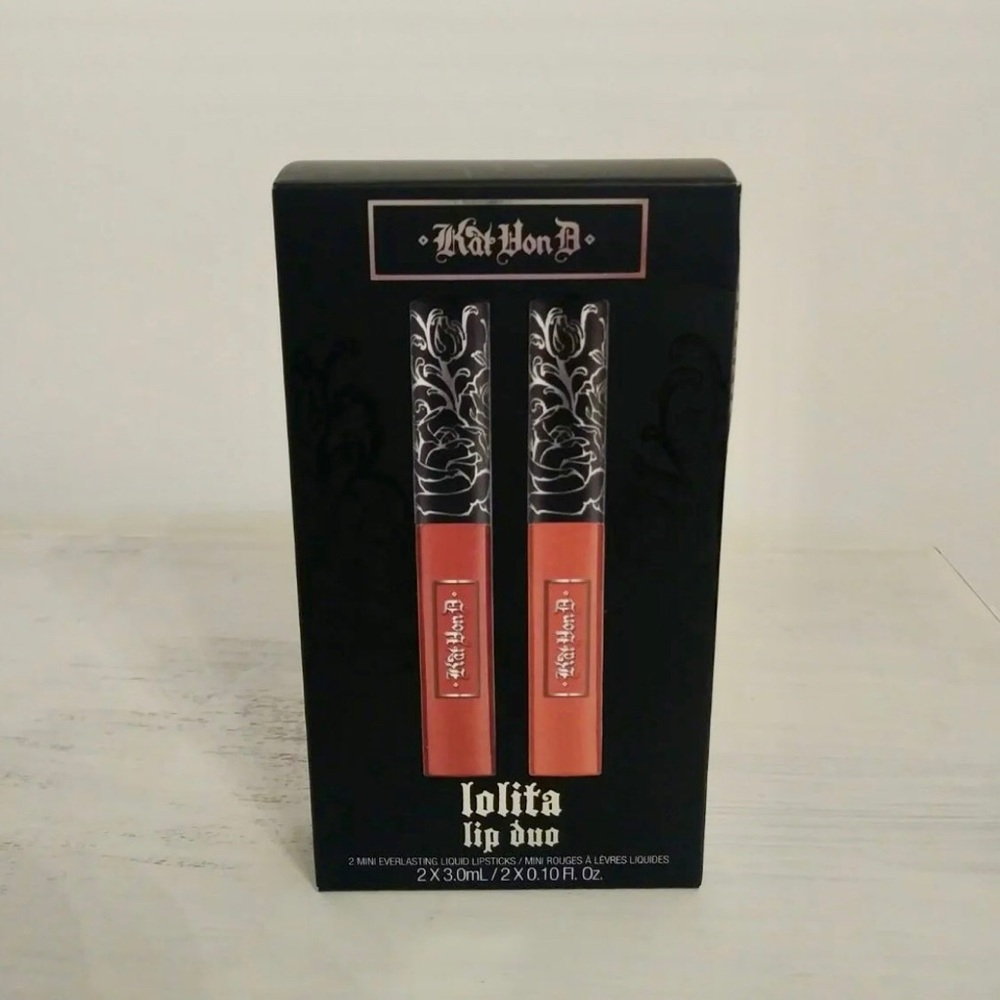 Kat Von D
Kat Von D
Kat Von D
lolita
lip duo
2 MINI EVERLASTING LIQUID LIPSTICKS / MINI ROUGES À LÈVRES LIQUIDES
2 X 3.0mL / 2 X 0.10 Fl. Oz.